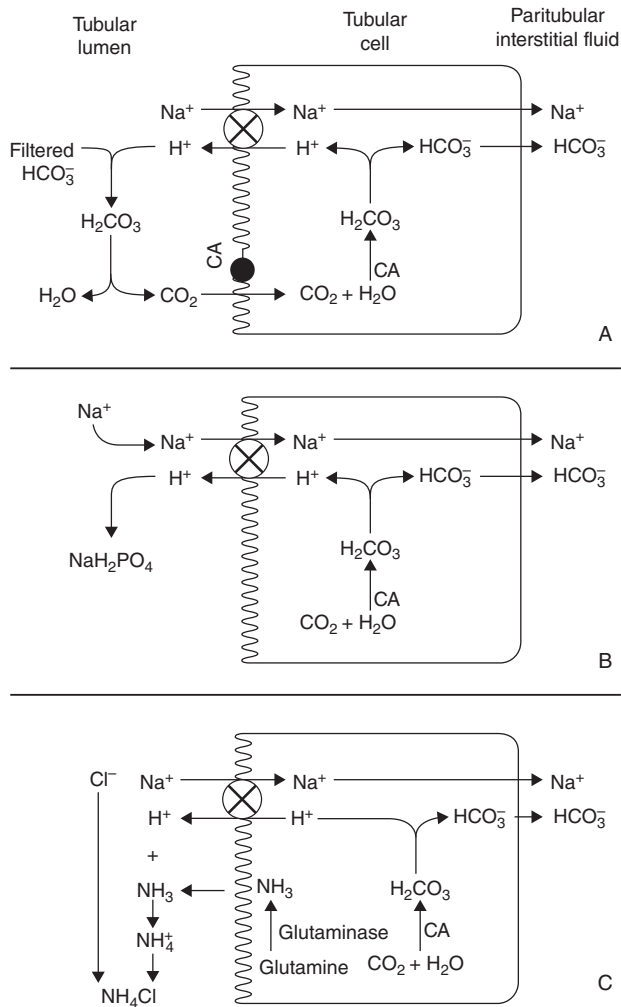 Tubular lumen
Tubular cell
Paritubular interstitial fluid
Na⁺ Na⁺ Na⁺
Filtered HCO₃⁻
H⁺ H⁺ HCO₃⁻ HCO₃⁻
H₂CO₃ H₂CO₃
CA CA
H₂O CO₂ CO₂ + H₂O
A
Na⁺
Na⁺ Na⁺ Na⁺
H⁺ H⁺ HCO₃⁻ HCO₃⁻
NaH₂PO₄ H₂CO₃
CA
CO₂ + H₂O
B
Cl⁻ Na⁺ Na⁺ Na⁺
H⁺ H⁺ HCO₃⁻ HCO₃⁻
+
NH₃ NH₃ H₂CO₃
NH₄⁺ Glutaminase CA
Glutamine CO₂ + H₂O
NH₄Cl
C